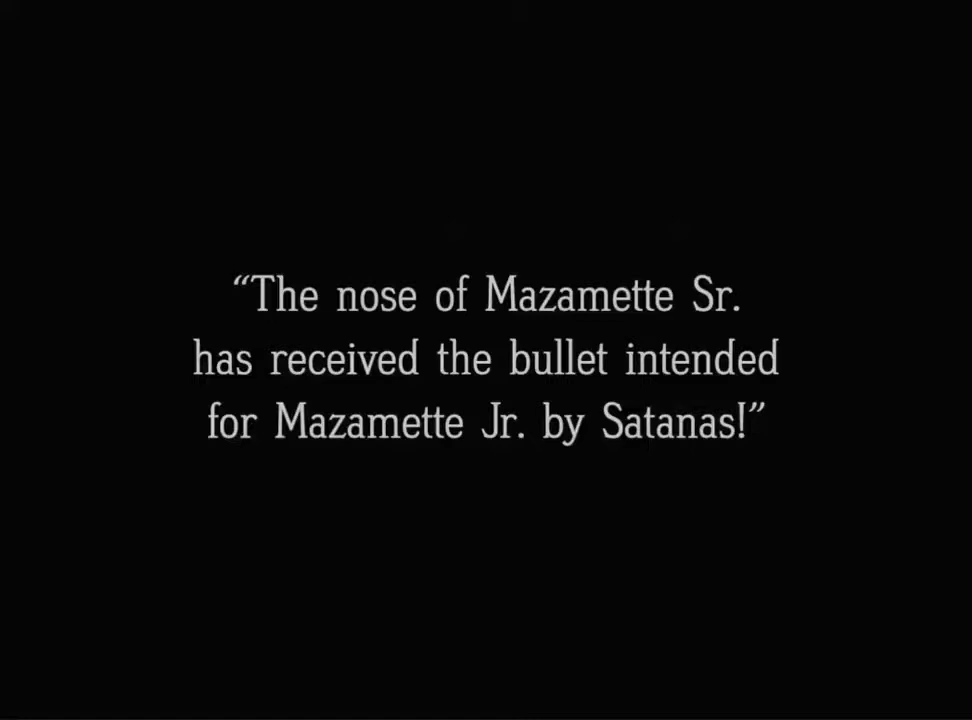 “The nose of Mazamette Sr.
has received the bullet intended
for Mazamette Jr. by Satanas!”